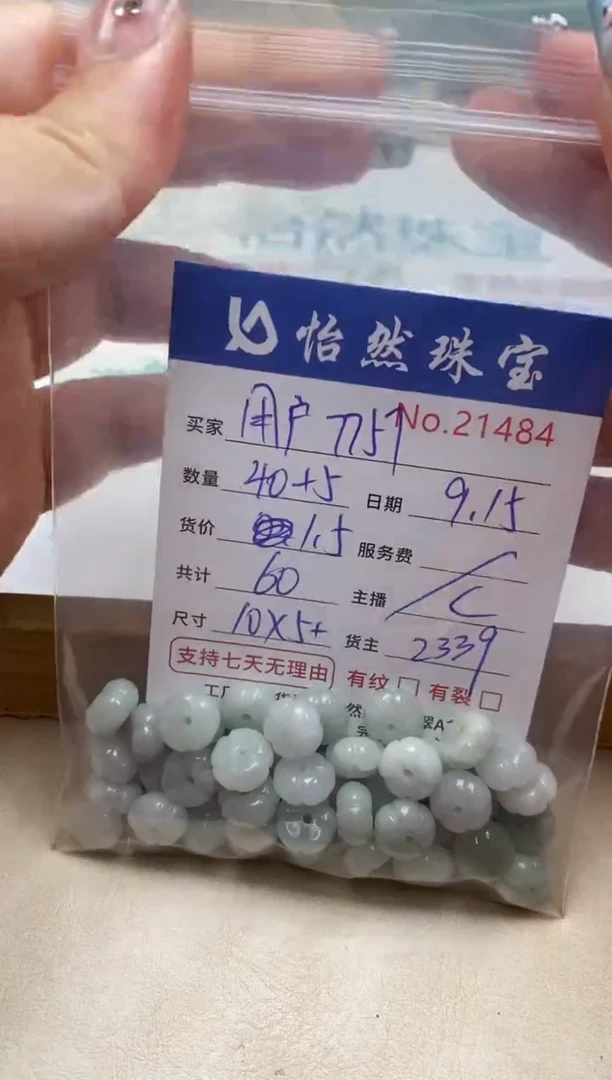 怡然珠宝
No.21484
买家 用户7757
数量 40+5 日期 9.15
货价 1.5 服务费 /
共计 60 主播 C
尺寸 10X5+ 货主 2339
支持七天无理由 有纹 □ 有裂 □